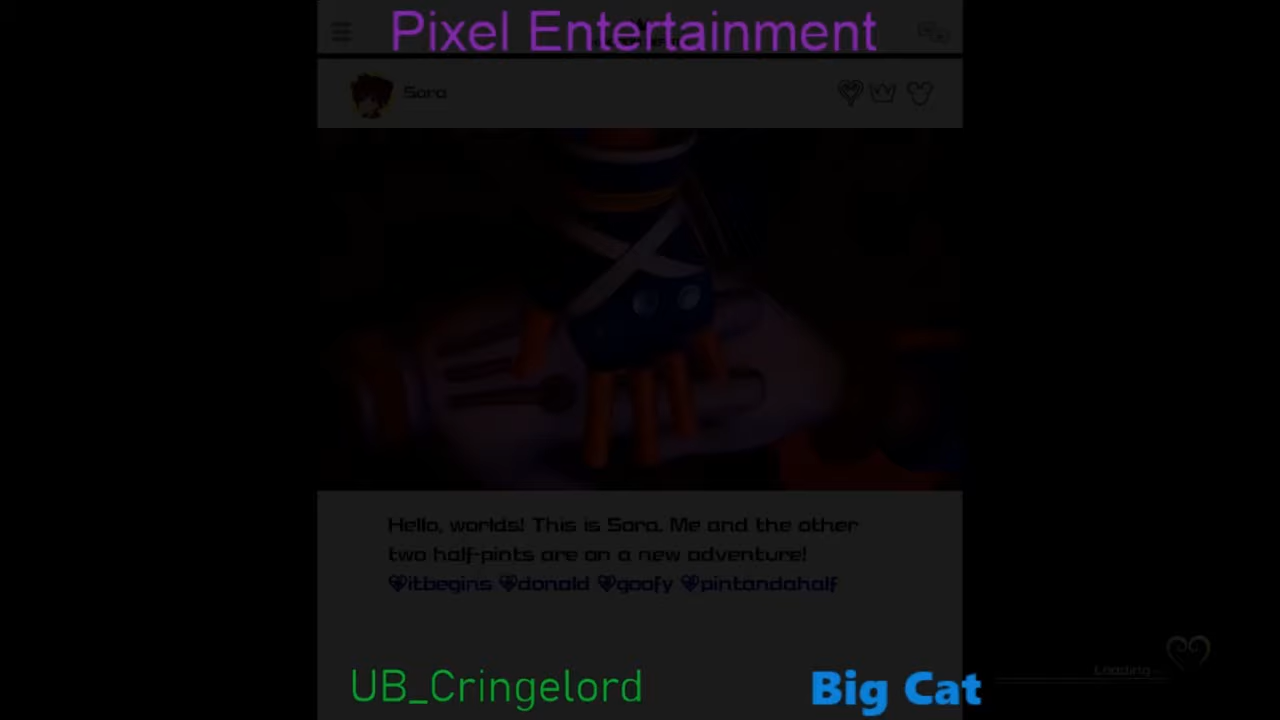 Pixel Entertainment
Sora
Hello, worlds! This is Sora. Me and the other
two half-pints are on a new adventure!
itbegins donald goofy pintandahalf
Loading...
UB_Cringelord
Big Cat